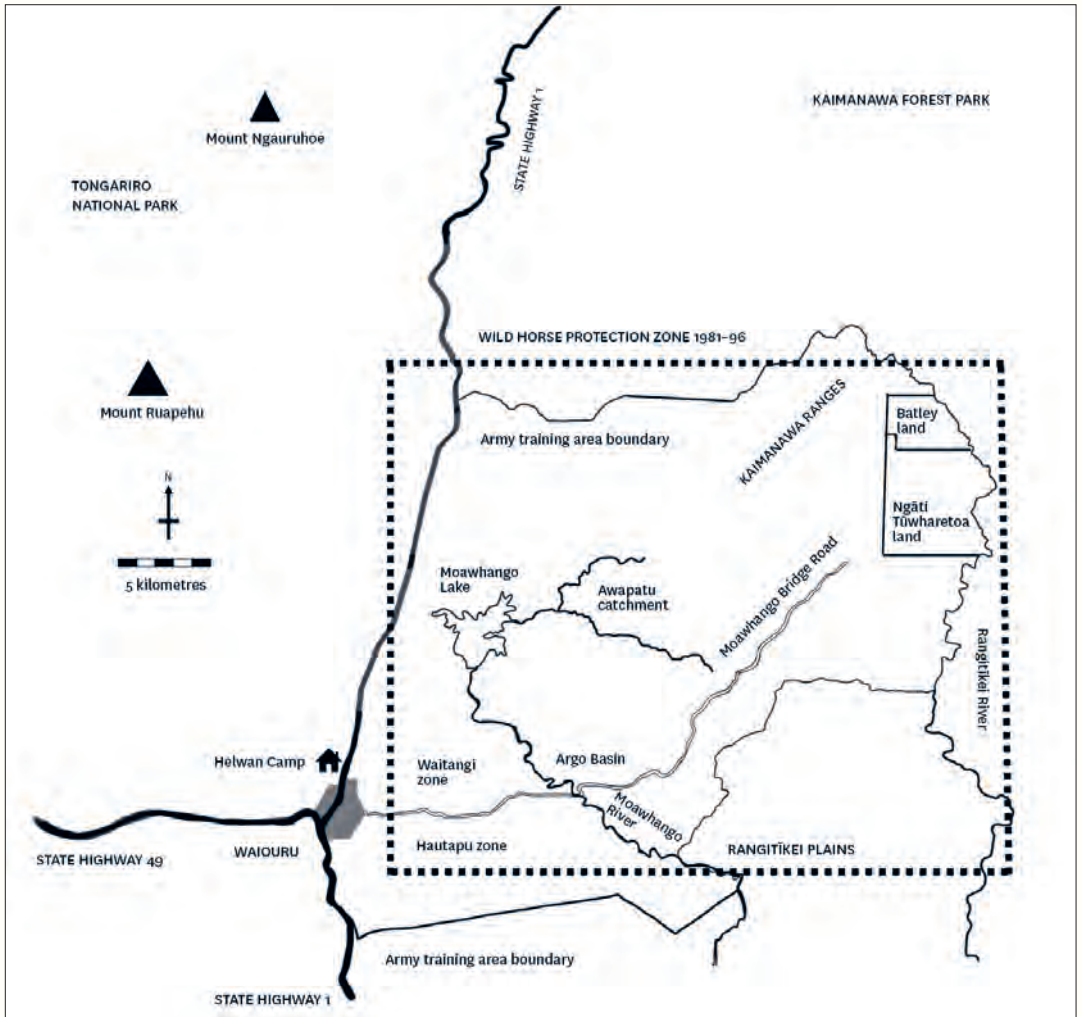 KAIMANAWA FOREST PARK
Mount Ngauruhoe
STATE HIGHWAY 1
TONGARIRO
NATIONAL PARK
WILD HORSE PROTECTION ZONE 1981–96
Mount Ruapehu
KAIMANAWA RANGES
Batley
land
Army training area boundary
N
Ngāti
Tūwharetoa
land
5 kilometres
Moawhango
Lake
Awapatu
catchment
Moawhango Bridge Road
Rangitīkei River
Helwan Camp
Waitangi
zone
Argo Basin
Moawhango
River
STATE HIGHWAY 49
WAIOURU
Hautapu zone
RANGITĪKEI PLAINS
Army training area boundary
STATE HIGHWAY 1